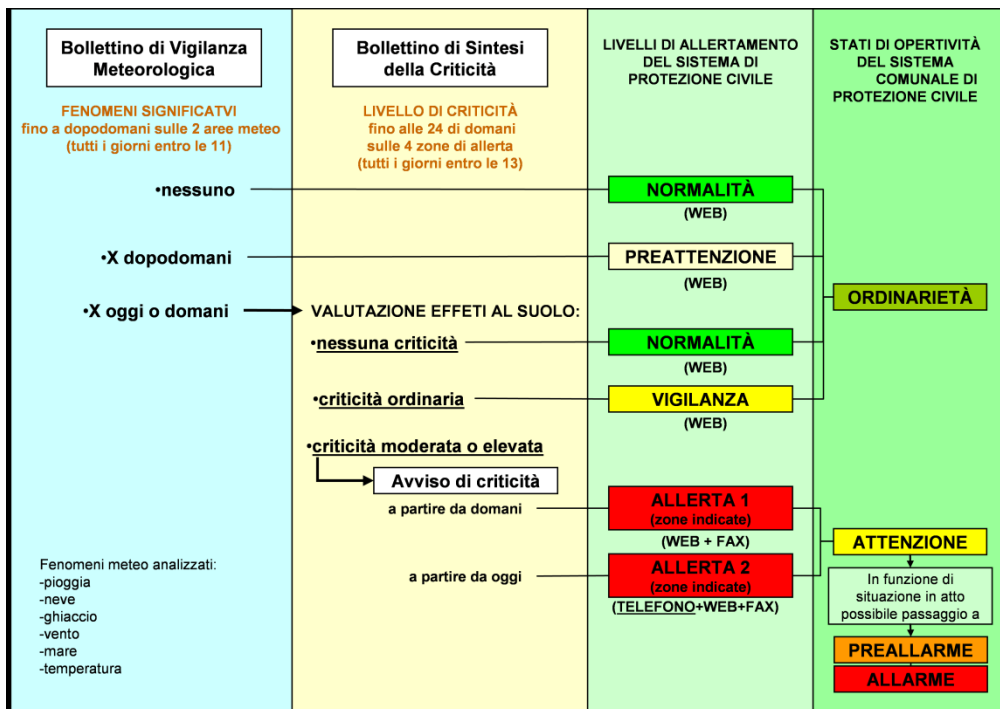 Bollettino di Vigilanza
Meteorologica
FENOMENI SIGNIFICATVI
fino a dopodomani sulle 2 aree meteo
(tutti i giorni entro le 11)
•nessuno
•X dopodomani
•X oggi o domani
Fenomeni meteo analizzati:
-pioggia
-neve
-ghiaccio
-vento
-mare
-temperatura
Bollettino di Sintesi
della Criticità
LIVELLO DI CRITICITÀ
fino alle 24 di domani
sulle 4 zone di allerta
(tutti i giorni entro le 13)
VALUTAZIONE EFFETI AL SUOLO:
•nessuna criticità
•criticità ordinaria
•criticità moderata o elevata
Avviso di criticità
a partire da domani
a partire da oggi
LIVELLI DI ALLERTAMENTO
DEL SISTEMA DI
PROTEZIONE CIVILE
NORMALITÀ
(WEB)
PREATTENZIONE
(WEB)
NORMALITÀ
(WEB)
VIGILANZA
(WEB)
ALLERTA 1
(zone indicate)
(WEB + FAX)
ALLERTA 2
(zone indicate)
(TELEFONO+WEB+FAX)
STATI DI OPERTIVITÀ
DEL SISTEMA
COMUNALE DI
PROTEZIONE CIVILE
ORDINARIETÀ
ATTENZIONE
In funzione di
situazione in atto
possibile passaggio a
PREALLARME
ALLARME